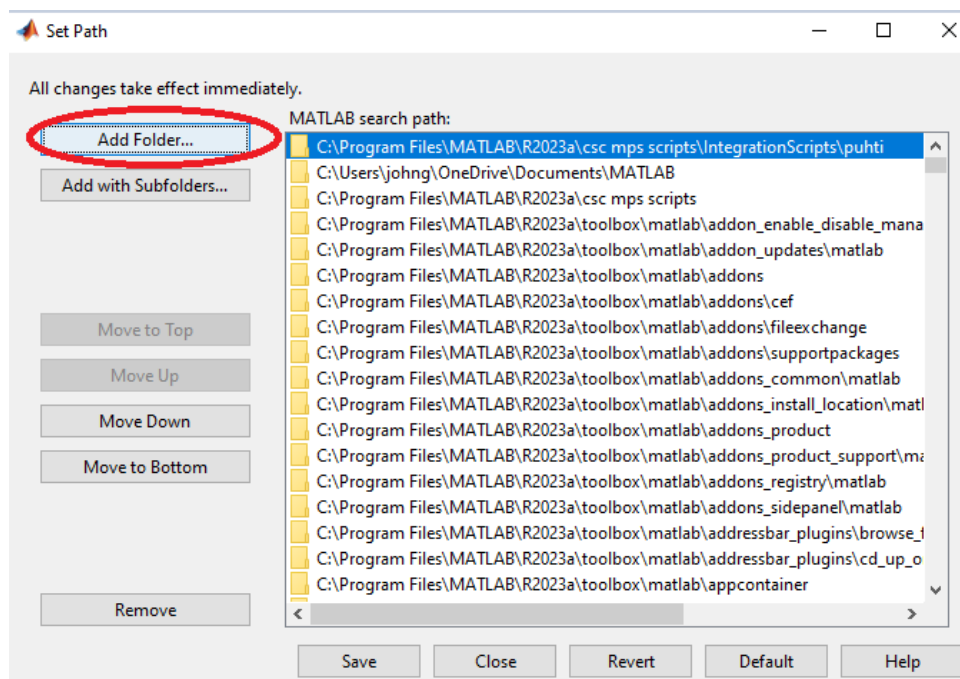 Set Path
All changes take effect immediately.
MATLAB search path:
Add Folder...
Add with Subfolders...
Move to Top
Move Up
Move Down
Move to Bottom
Remove
C:\Program Files\MATLAB\R2023a\csc mps scripts\IntegrationScripts\puhti
C:\Users\johng\OneDrive\Documents\MATLAB
C:\Program Files\MATLAB\R2023a\csc mps scripts
C:\Program Files\MATLAB\R2023a\toolbox\matlab\addon_enable_disable_mana
C:\Program Files\MATLAB\R2023a\toolbox\matlab\addon_updates\matlab
C:\Program Files\MATLAB\R2023a\toolbox\matlab\addons
C:\Program Files\MATLAB\R2023a\toolbox\matlab\addons\cef
C:\Program Files\MATLAB\R2023a\toolbox\matlab\addons\fileexchange
C:\Program Files\MATLAB\R2023a\toolbox\matlab\addons\supportpackages
C:\Program Files\MATLAB\R2023a\toolbox\matlab\addons_common\matlab
C:\Program Files\MATLAB\R2023a\toolbox\matlab\addons_install_location\matl
C:\Program Files\MATLAB\R2023a\toolbox\matlab\addons_product
C:\Program Files\MATLAB\R2023a\toolbox\matlab\addons_product_support\ma
C:\Program Files\MATLAB\R2023a\toolbox\matlab\addons_registry\matlab
C:\Program Files\MATLAB\R2023a\toolbox\matlab\addons_sidepanel\matlab
C:\Program Files\MATLAB\R2023a\toolbox\matlab\addressbar_plugins\browse_f
C:\Program Files\MATLAB\R2023a\toolbox\matlab\addressbar_plugins\cd_up_o
C:\Program Files\MATLAB\R2023a\toolbox\matlab\appcontainer
Save
Close
Revert
Default
Help